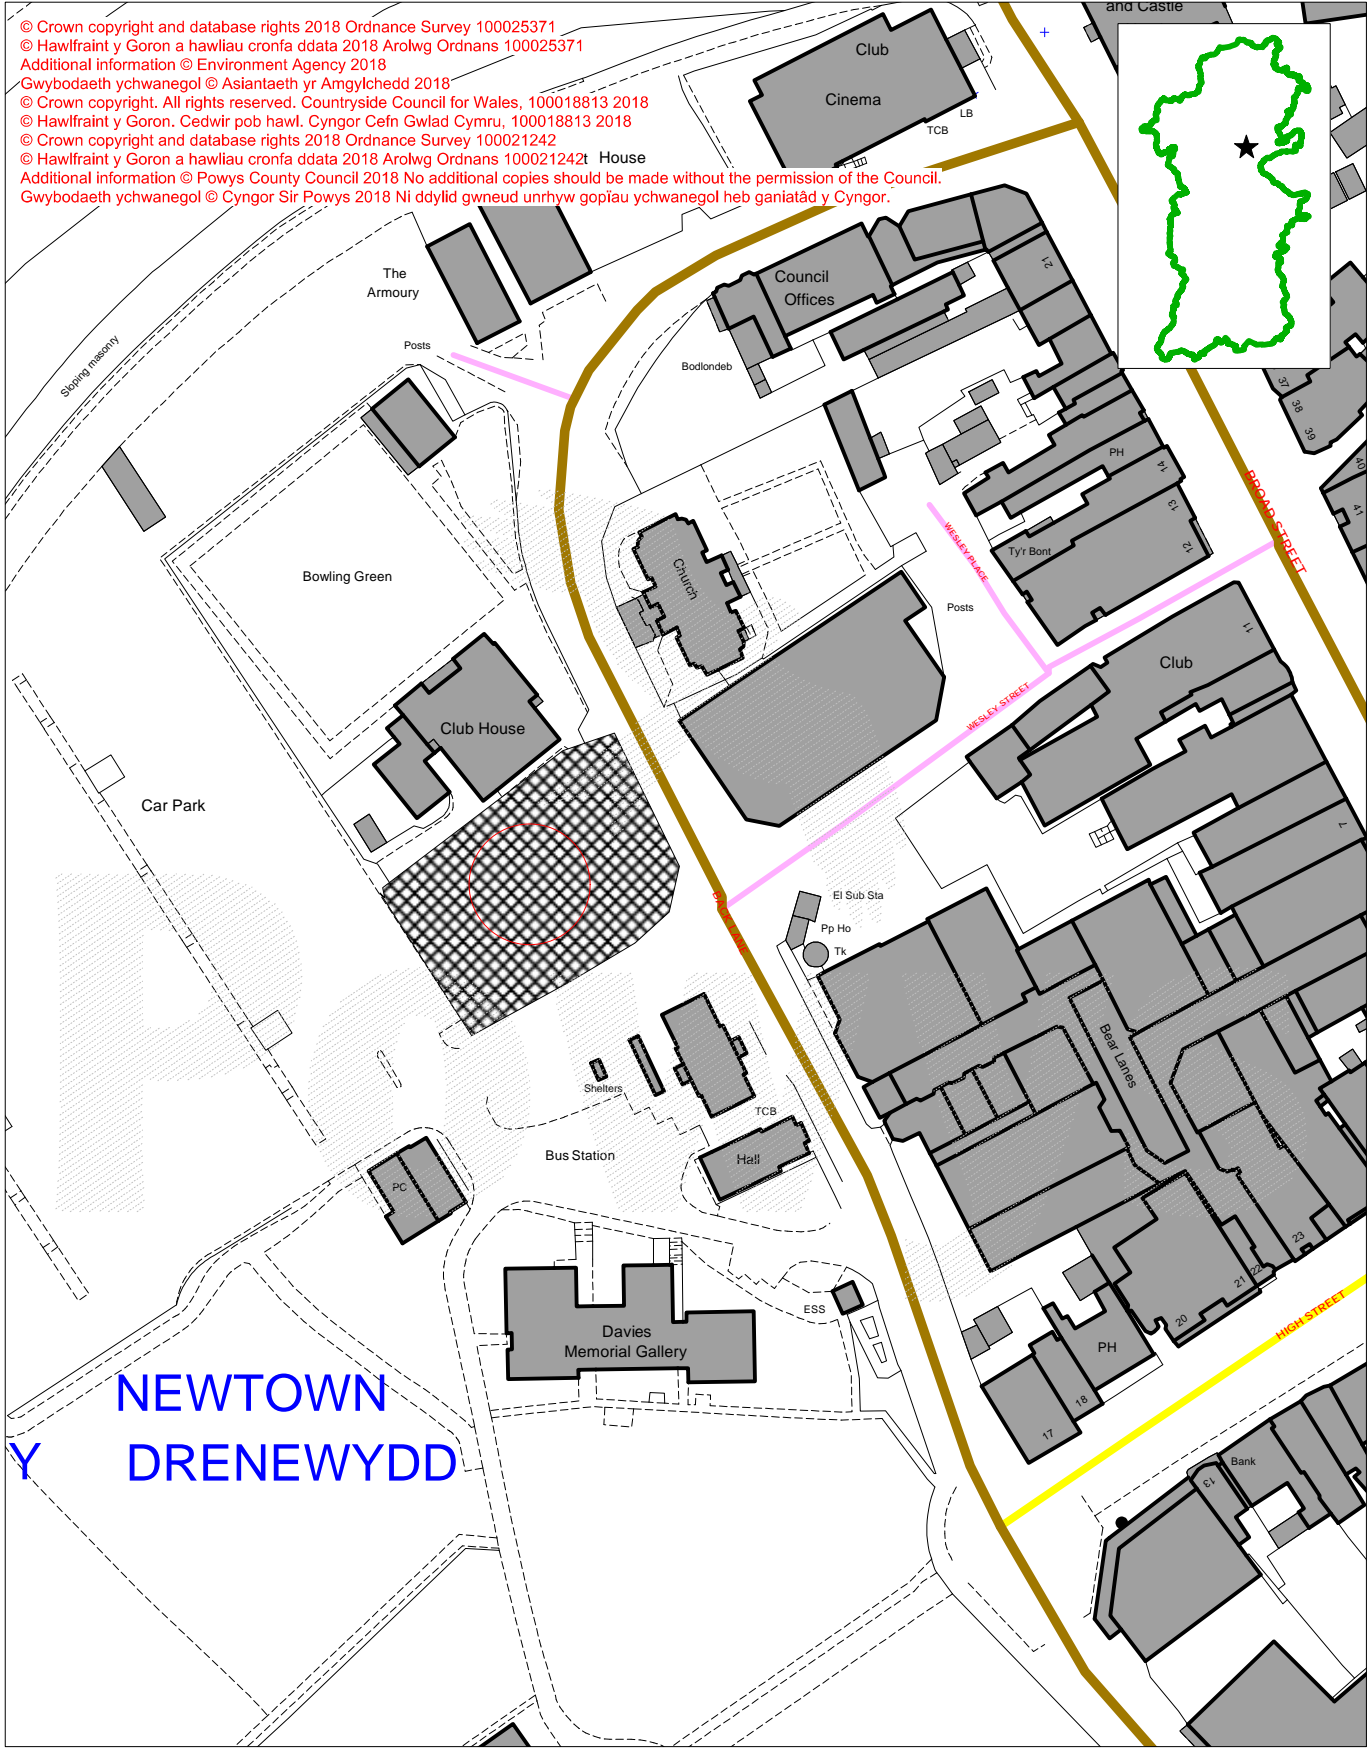 © Crown copyright and database rights 2018 Ordnance Survey 100025371
© Hawlfraint y Goron a hawliau cronfa ddata 2018 Arolwg Ordnans 100025371
Additional information © Environment Agency 2018
Gwybodaeth ychwanegol © Asiantaeth yr Amgylchedd 2018
© Crown copyright. All rights reserved. Countryside Council for Wales, 100018813 2018
© Hawlfraint y Goron. Cedwir pob hawl. Cyngor Cefn Gwlad Cymru, 100018813 2018
© Crown copyright and database rights 2018 Ordnance Survey 100021242
© Hawlfraint y Goron a hawliau cronfa ddata 2018 Arolwg Ordnans 100021242
Additional information © Powys County Council 2018 No additional copies should be made without the permission of the Council.
Gwybodaeth ychwanegol © Cyngor Sir Powys 2018 Ni ddylid gwneud unrhyw gopïau ychwanegol heb ganiatâd y Cyngor.
and Castle
Club
Cinema
LB
TCB
t House
The
Armoury
Council
Offices
21
Posts
Sloping masonry
Bodlondeb
37
38
39
PH
14
40
41
13
12
BROAD STREET
WESLEY PLACE
Ty'r Bont
Bowling Green
Church
Posts
11
Club
WESLEY STREET
Club House
Car Park
7
El Sub Sta
BACK LANE
Pp Ho
Tk
Bear Lanes
Shelters
TCB
Bus Station
Hall
PC
23
22
21
20
ESS
HIGH STREET
Davies
Memorial Gallery
PH
18
17
NEWTOWN
Y DRENEWYDD
Bank
13
Powys